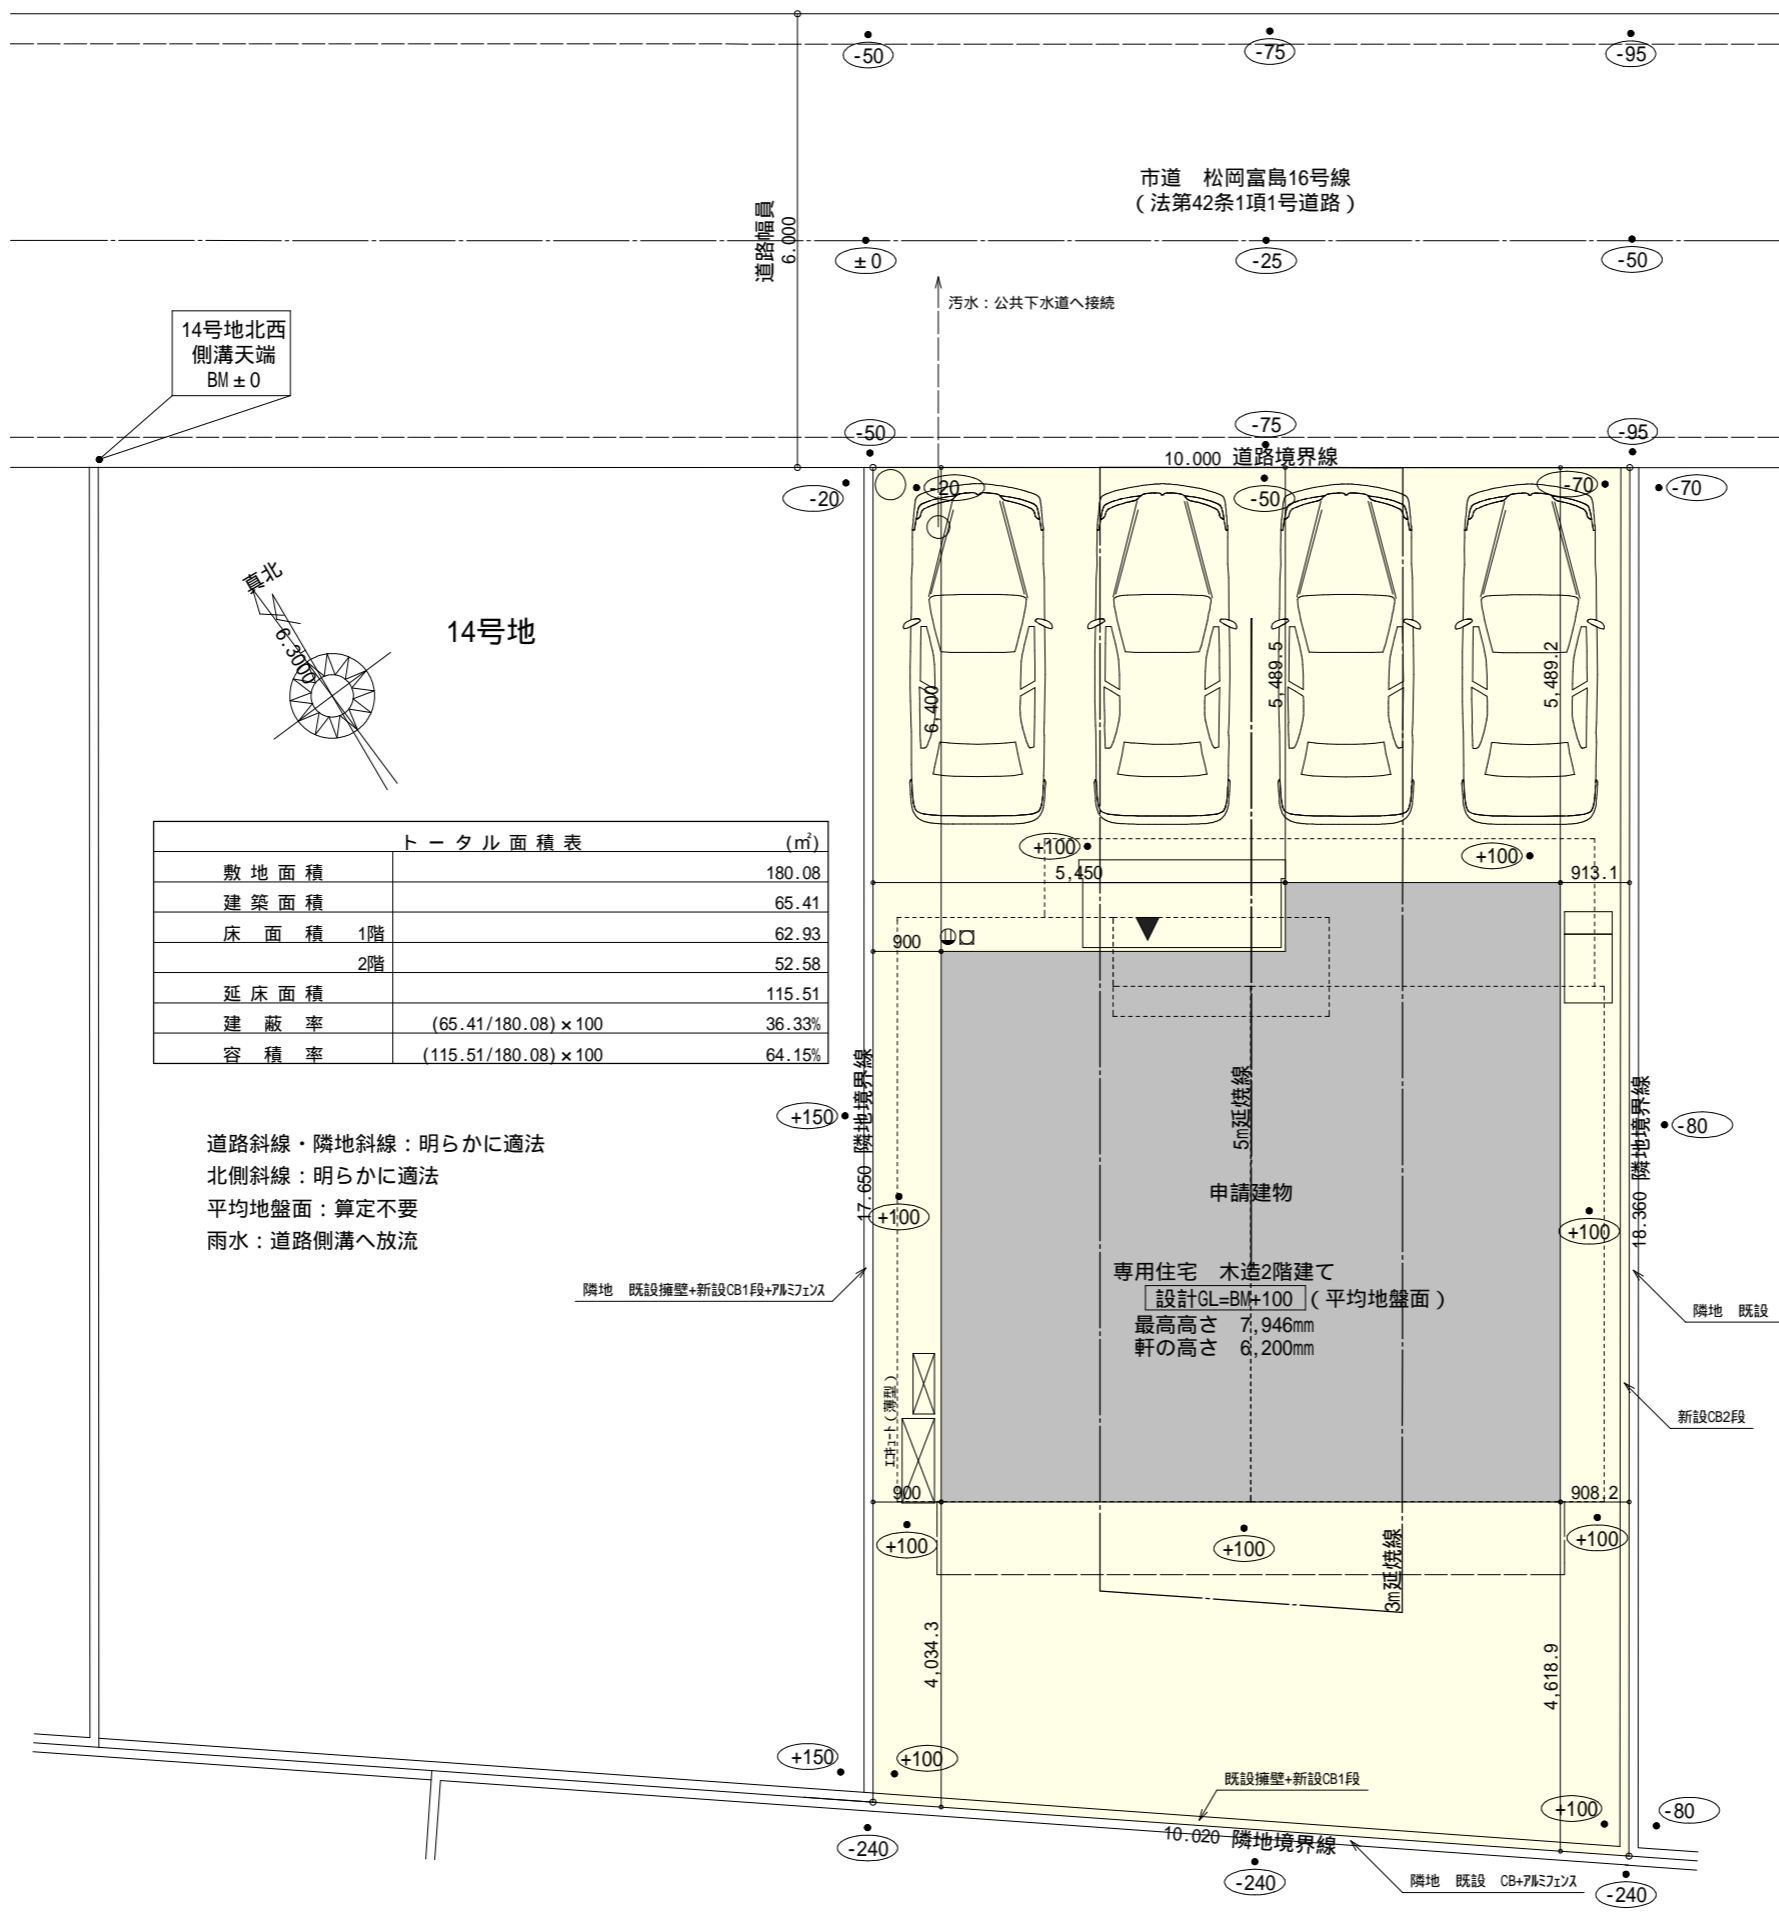 -50
-75
-95
市道　松岡富島16号線
（法第42条1項1号道路）
道路幅員
6.000
±0
-25
-50
汚水：公共下水道へ接続
14号地北西
側溝天端
BM±0
-50
-75
-95
10.000 道路境界線
-20
-20
-50
-70
-70
真北
6.3000
14号地
6,400
5,489.5
5,489.2
トータル面積表 (㎡)
敷地面積 180.08
建築面積 65.41
床面積 1階 62.93
2階 52.58
延床面積 115.51
建蔽率 (65.41/180.08)×100 36.33%
容積率 (115.51/180.08)×100 64.15%
+100
+100
5,450
913.1
900
17.650 隣地境界線
5m延焼線
18.360 隣地境界線
+150
-80
道路斜線・隣地斜線：明らかに適法
北側斜線：明らかに適法
平均地盤面：算定不要
雨水：道路側溝へ放流
+100
申請建物
+100
専用住宅　木造2階建て
設計GL=BM+100（平均地盤面）
最高高さ　7,946mm
軒の高さ　6,200mm
隣地　既設擁壁+新設CB1段+アルミフェンス
隣地　既設
エコキュート（薄型）
新設CB2段
900
908.2
+100
+100
+100
3m延焼線
4,034.3
4,618.9
+150
+100
既設擁壁+新設CB1段
+100
-80
10.020 隣地境界線
-240
-240
隣地　既設　CB+アルミフェンス
-240